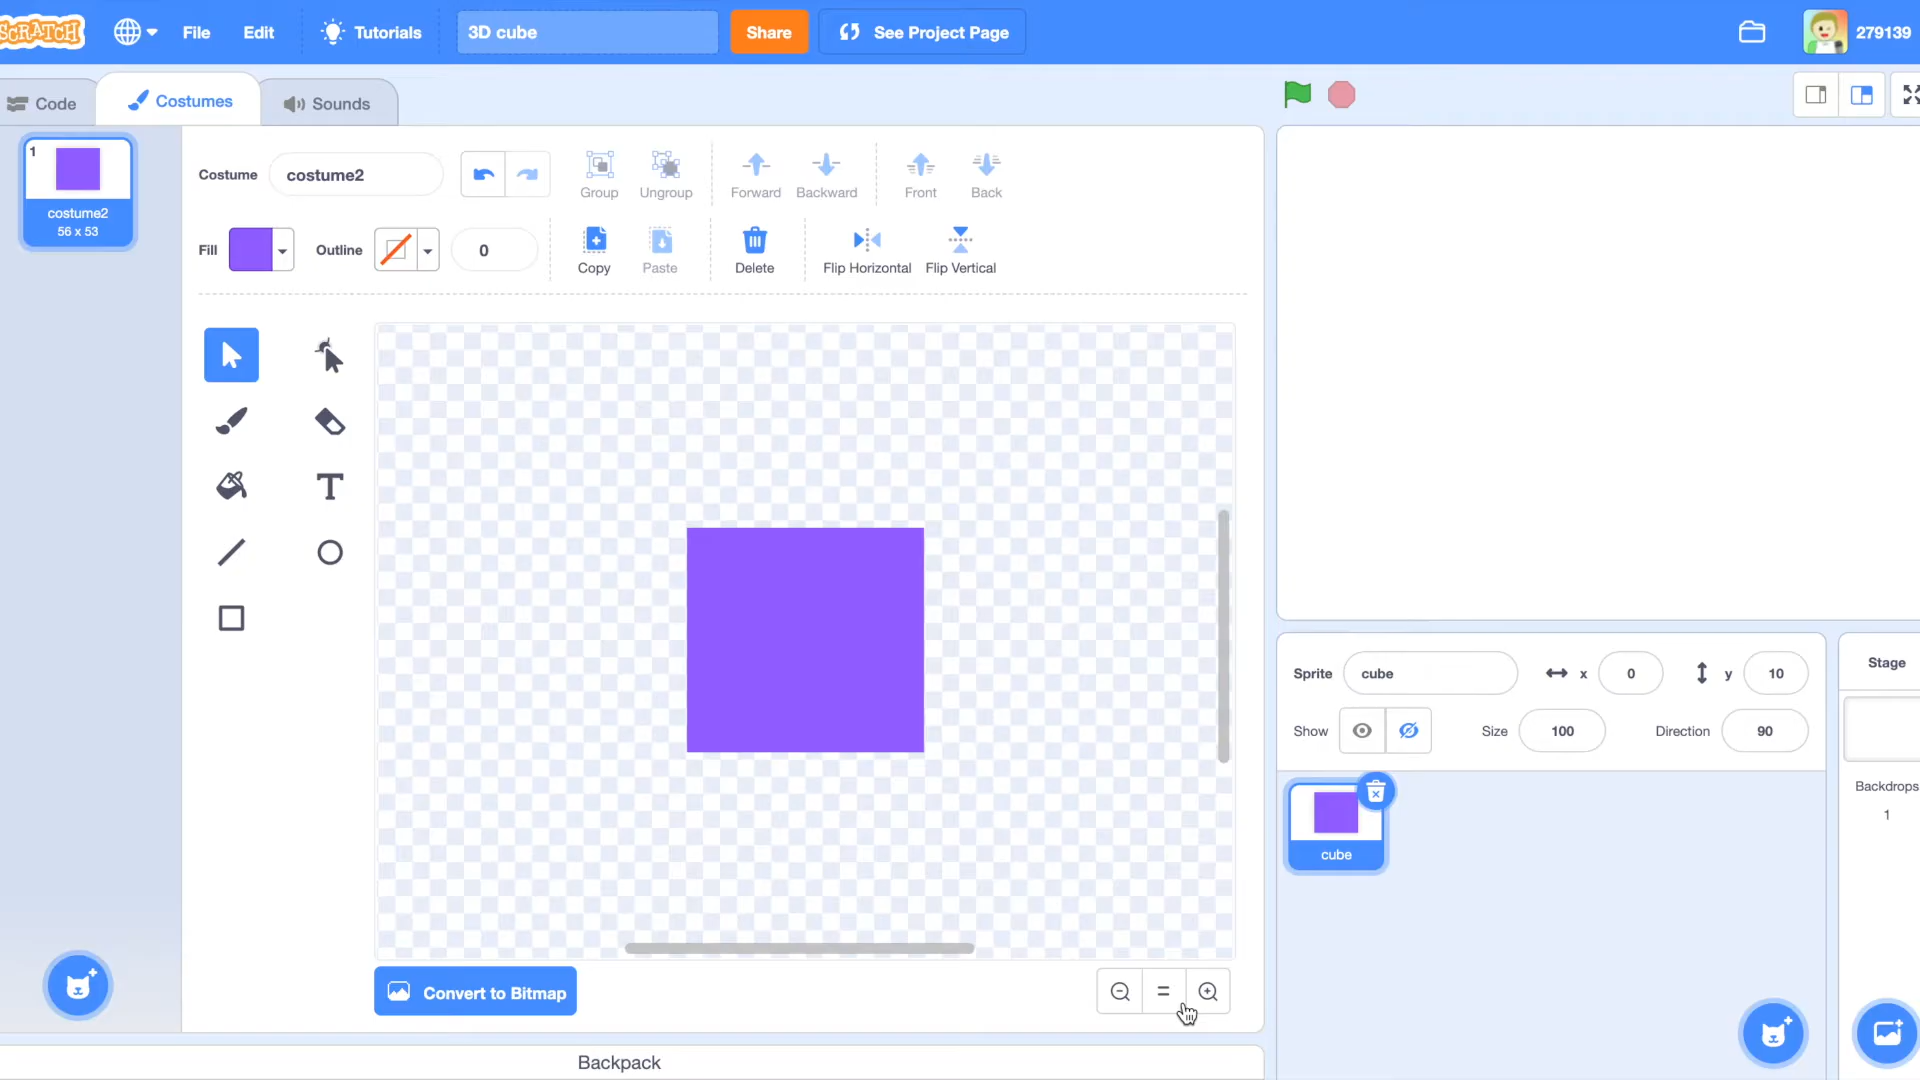 SCRATCH File Edit Tutorials 3D cube Share See Project Page 279139
Code Costumes Sounds
1
costume2
56 x 53
Costume costume2 Group Ungroup Forward Backward Front Back
Fill Outline 0 Copy Paste Delete Flip Horizontal Flip Vertical
Convert to Bitmap
Backpack
Sprite cube x 0 y 10
Show Size 100 Direction 90
cube
Stage
Backdrops
1